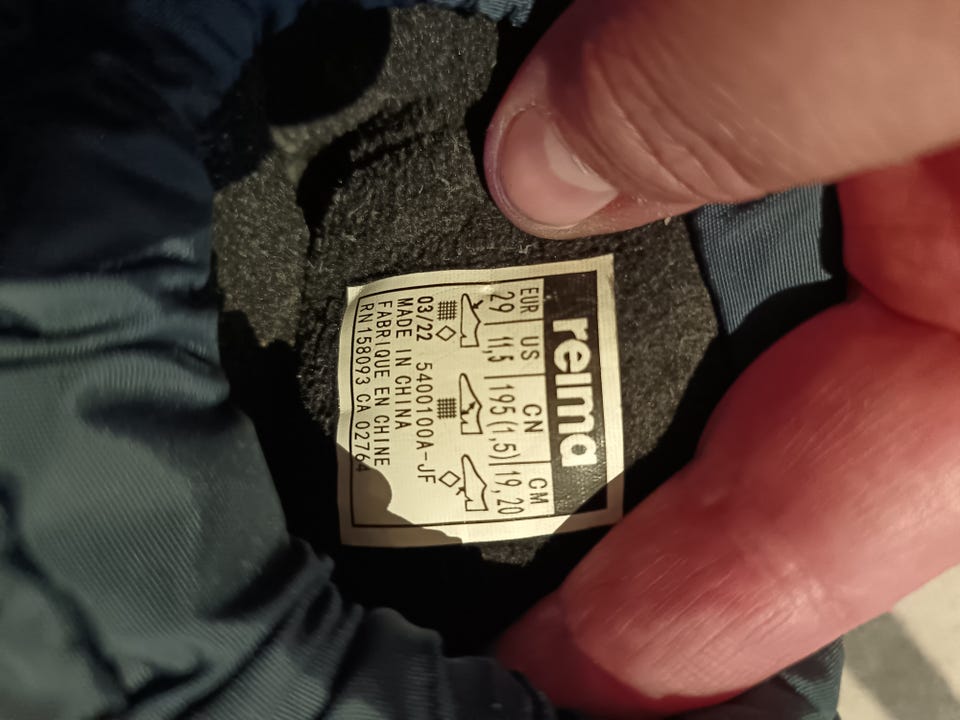 reima
EUR US CN CM
29 11,5 195(1,5) 19,20
03/22 5400100A-JF
MADE IN CHINA
FABRIQUE EN CHINE
RN158093 CA 02764